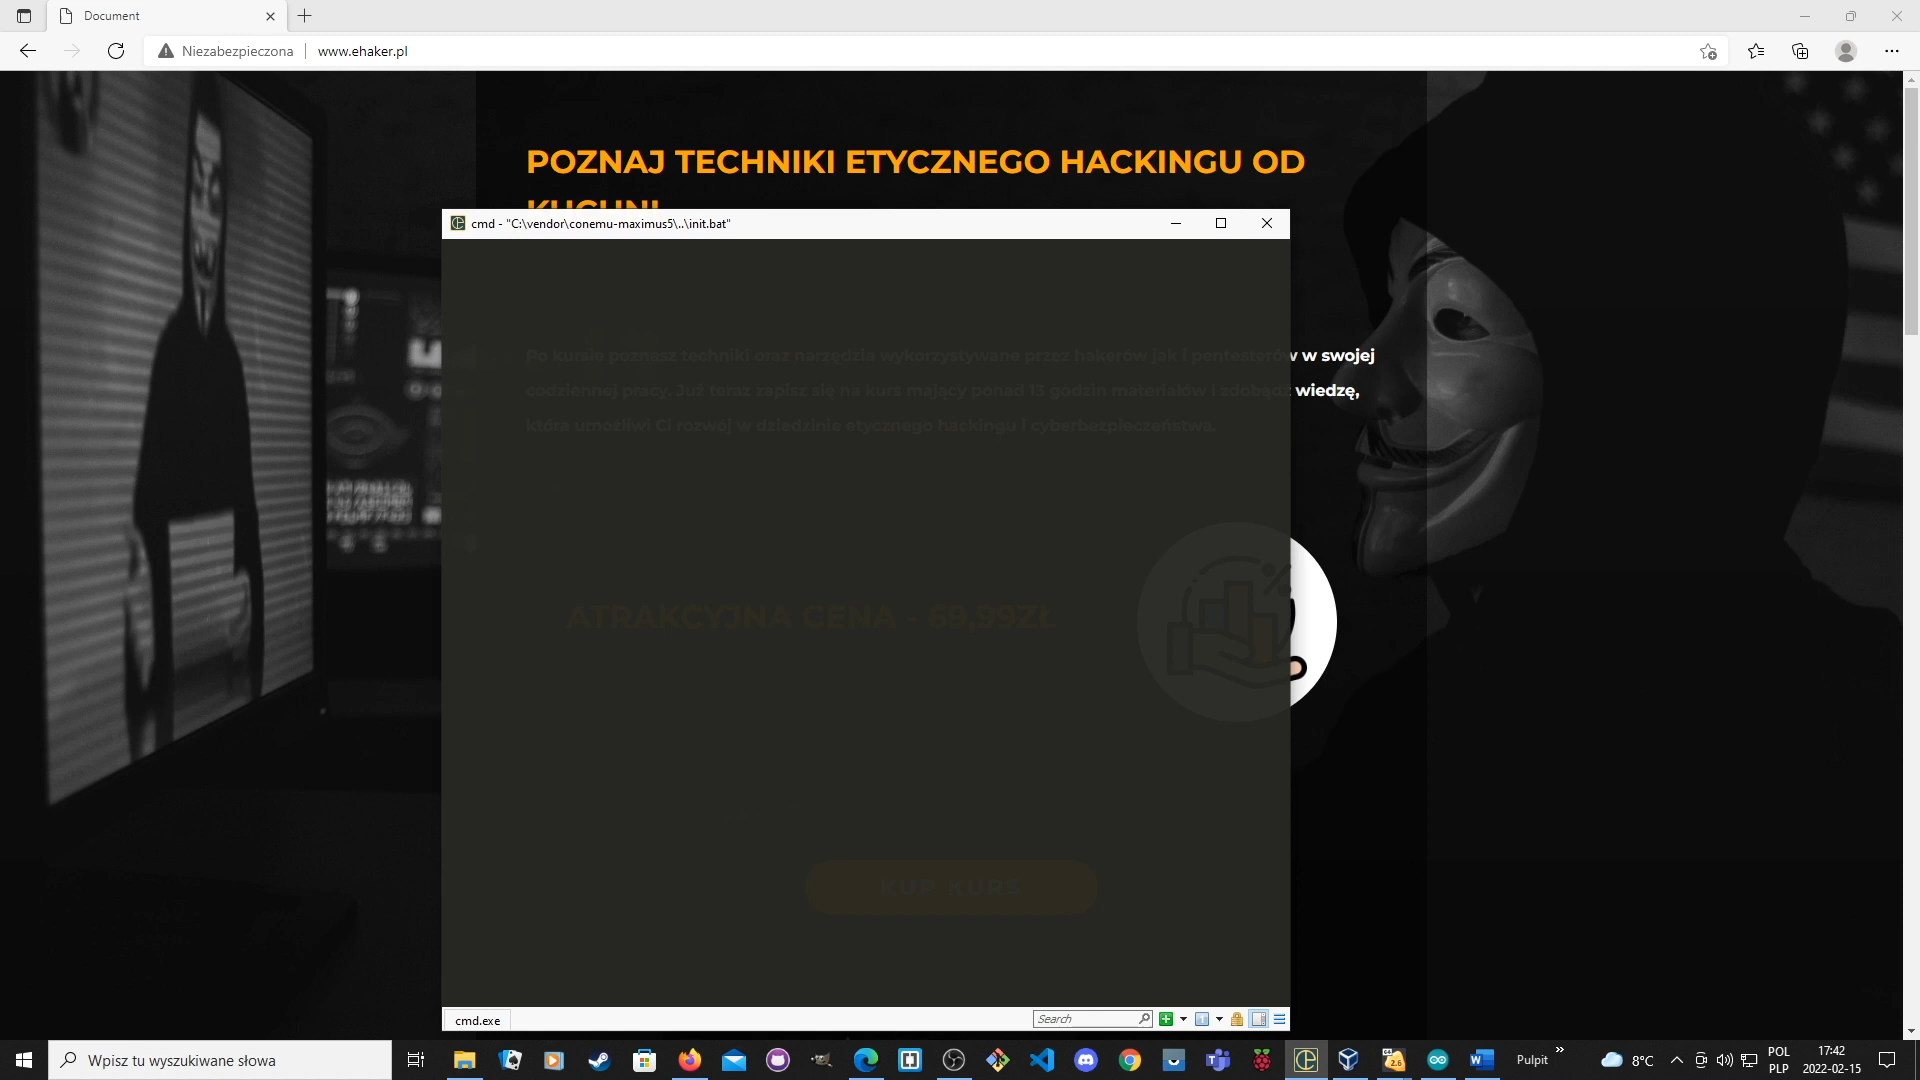 Document
Niezabezpieczona
www.ehaker.pl
POZNAJ TECHNIKI ETYCZNEGO HACKINGU OD
KUCHNI
cmd - "C:\vendor\conemu-maximus5\..\init.bat"
Po kursie poznasz techniki oraz narzędzia wykorzystywane przez hakerów jak i pentesterów w swojej
codziennej pracy. Już teraz zapisz się na kurs mający ponad 13 godzin materiałów i zdobądź wiedzę,
która umożliwi Ci rozwój w dziedzinie etycznego hackingu i cyberbezpieczeństwa.
ATRAKCYJNA CENA - 69,99ZŁ
KUP KURS
cmd.exe
Search
Wpisz tu wyszukiwane słowa
2.6
Pulpit
8°C
POL
PLP
17:42
2022-02-15